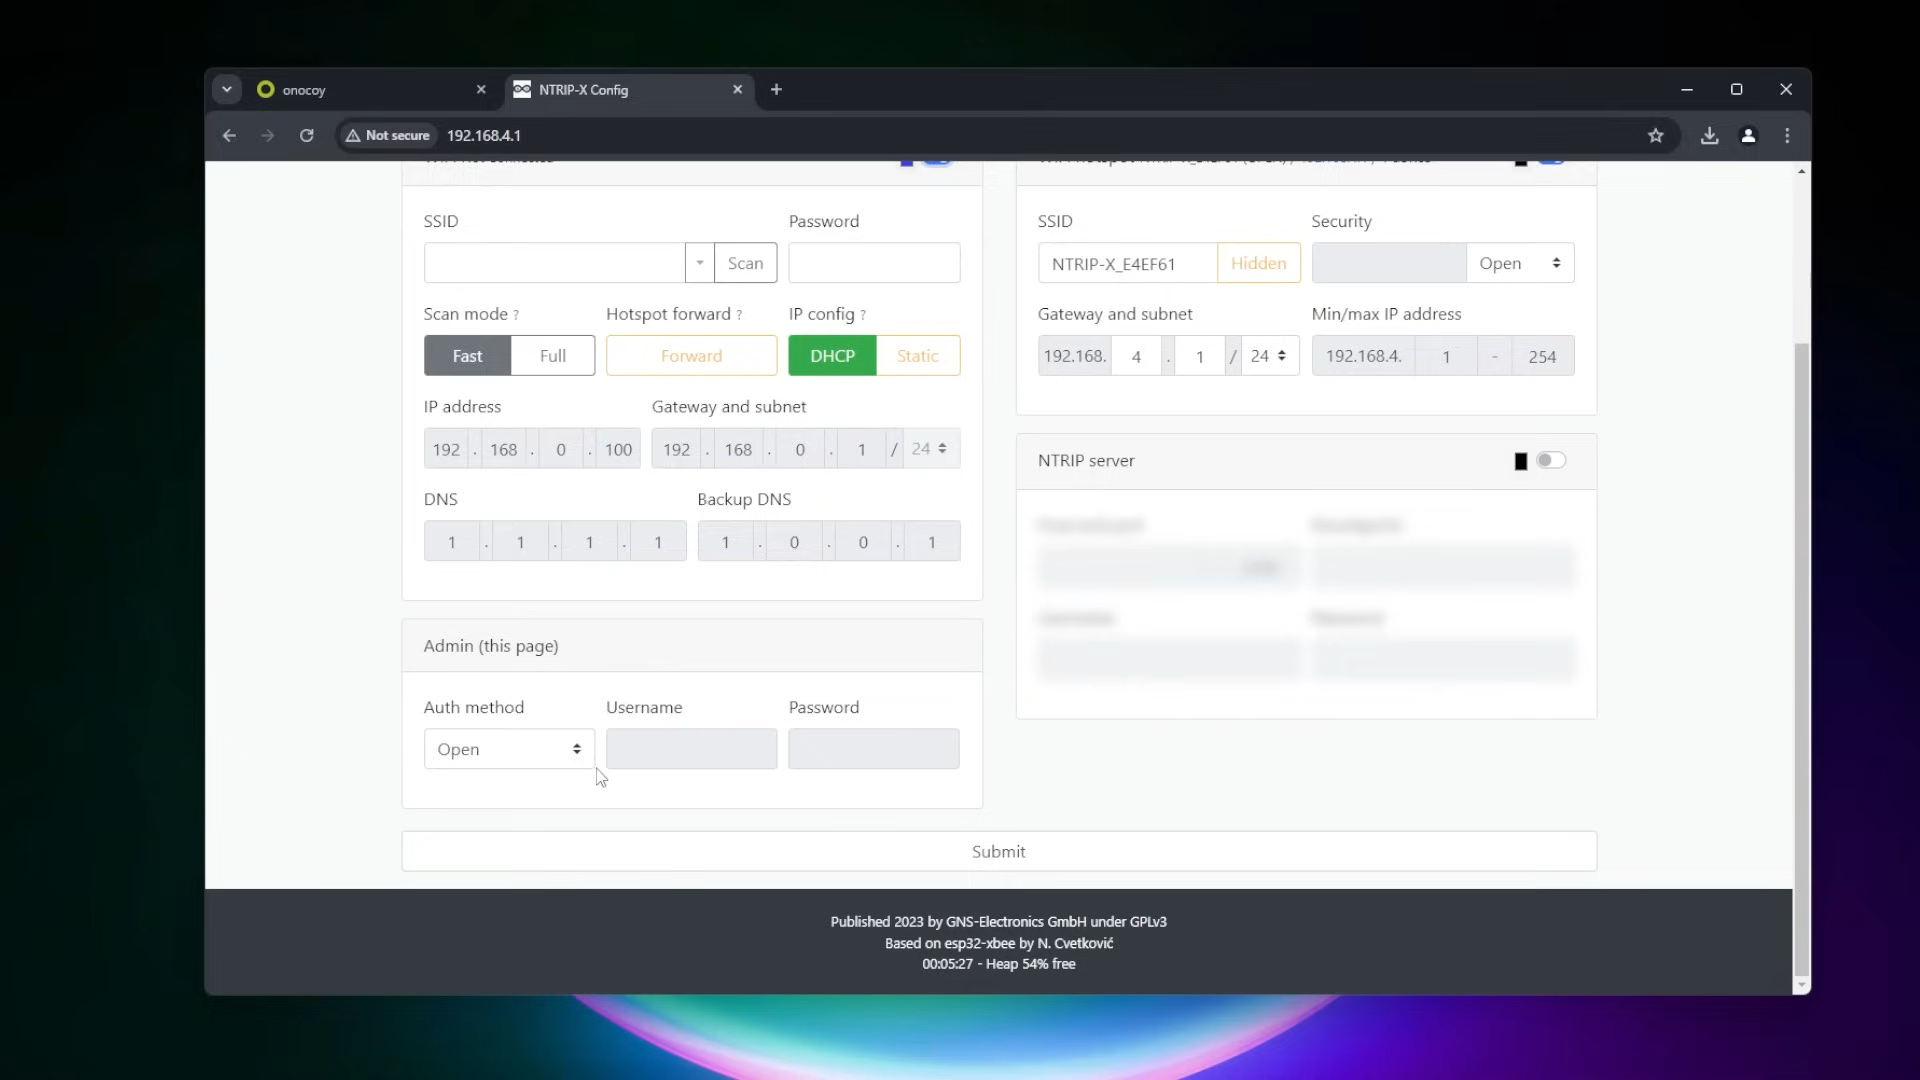 onocoy
NTRIP-X Config
Not secure
192.168.4.1
SSID
Password
Scan
Scan mode ?
Hotspot forward ?
IP config ?
Fast
Full
Forward
DHCP
Static
IP address
Gateway and subnet
192 . 168 . 0 . 100
192 . 168 . 0 . 1 / 24
DNS
Backup DNS
1 . 1 . 1 . 1
1 . 0 . 0 . 1
Admin (this page)
Auth method
Username
Password
Open
SSID
Security
NTRIP-X_E4EF61
Hidden
Open
Gateway and subnet
Min/max IP address
192.168. 4 . 1 / 24
192.168.4. 1 - 254
NTRIP server
Submit
Published 2023 by GNS-Electronics GmbH under GPLv3
Based on esp32-xbee by N. Cvetković
00:05:27 - Heap 54% free